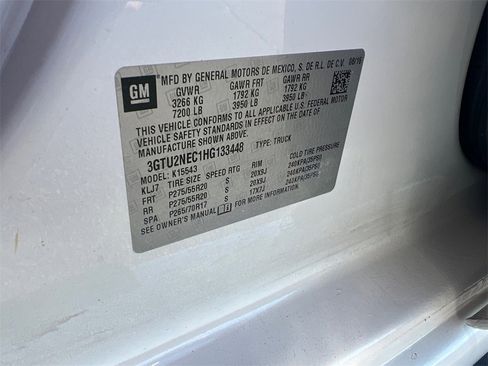 GM
MFD BY GENERAL MOTORS DE MEXICO, S. DE R.L. DE C.V. 08/16
GVWR GAWR FRT GAWR RR
3266 KG 1792 KG 1792 KG
7200 LB 3950 LB 3950 LB
THIS VEHICLE CONFORMS TO ALL APPLICABLE U.S. FEDERAL MOTOR
VEHICLE SAFETY AND THEFT PREVENTION STANDARDS IN EFFECT ON
THE DATE OF MANUFACTURE SHOWN ABOVE.
3GTU2NEC1HG133448 TYPE: TRUCK
MODEL: K15543
KLJ7 TIRE SIZE SPEED RTG RIM COLD TIRE PRESSURE
FRT P275/55R20 S 20X9J 240KPA(35PSI)
RR P275/55R20 S 20X9J 240KPA(35PSI)
SPA P265/70R17 S 17X7J 240KPA(35PSI)
SEE OWNER'S MANUAL FOR MORE INFORMATION.